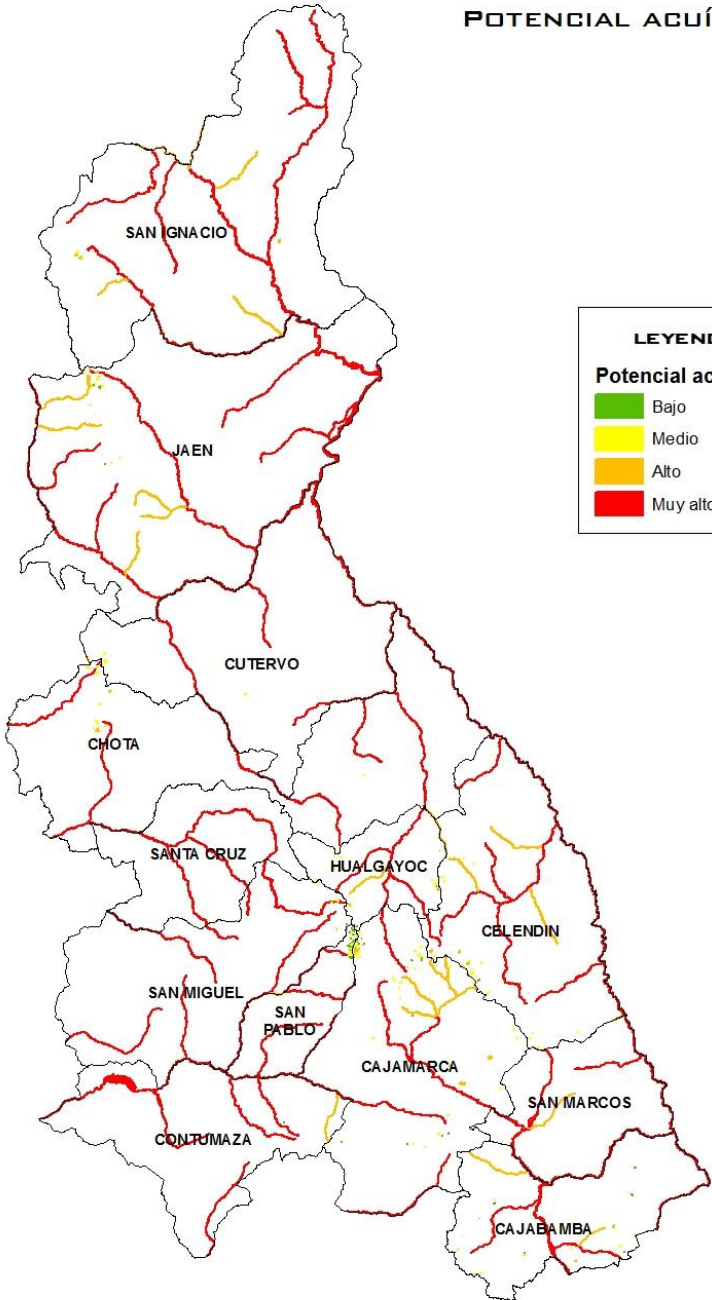 POTENCIAL ACUÍ
SAN IGNACIO
LEYEND
Potencial ac
Bajo
Medio
Alto
Muy alto
JAEN
CUTERVO
CHOTA
SANTA CRUZ
HUALGAYOC
CELENDIN
SAN MIGUEL
SAN
PABLO
CAJAMARCA
SAN MARCOS
CONTUMAZA
CAJABAMBA